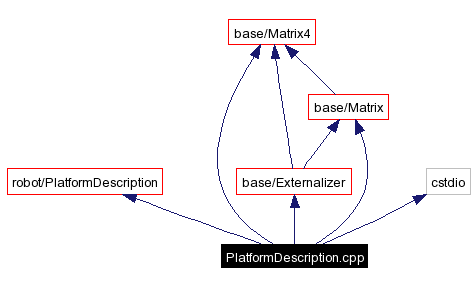 base/Matrix4
base/Matrix
robot/PlatformDescription
base/Externalizer
cstdio
PlatformDescription.cpp